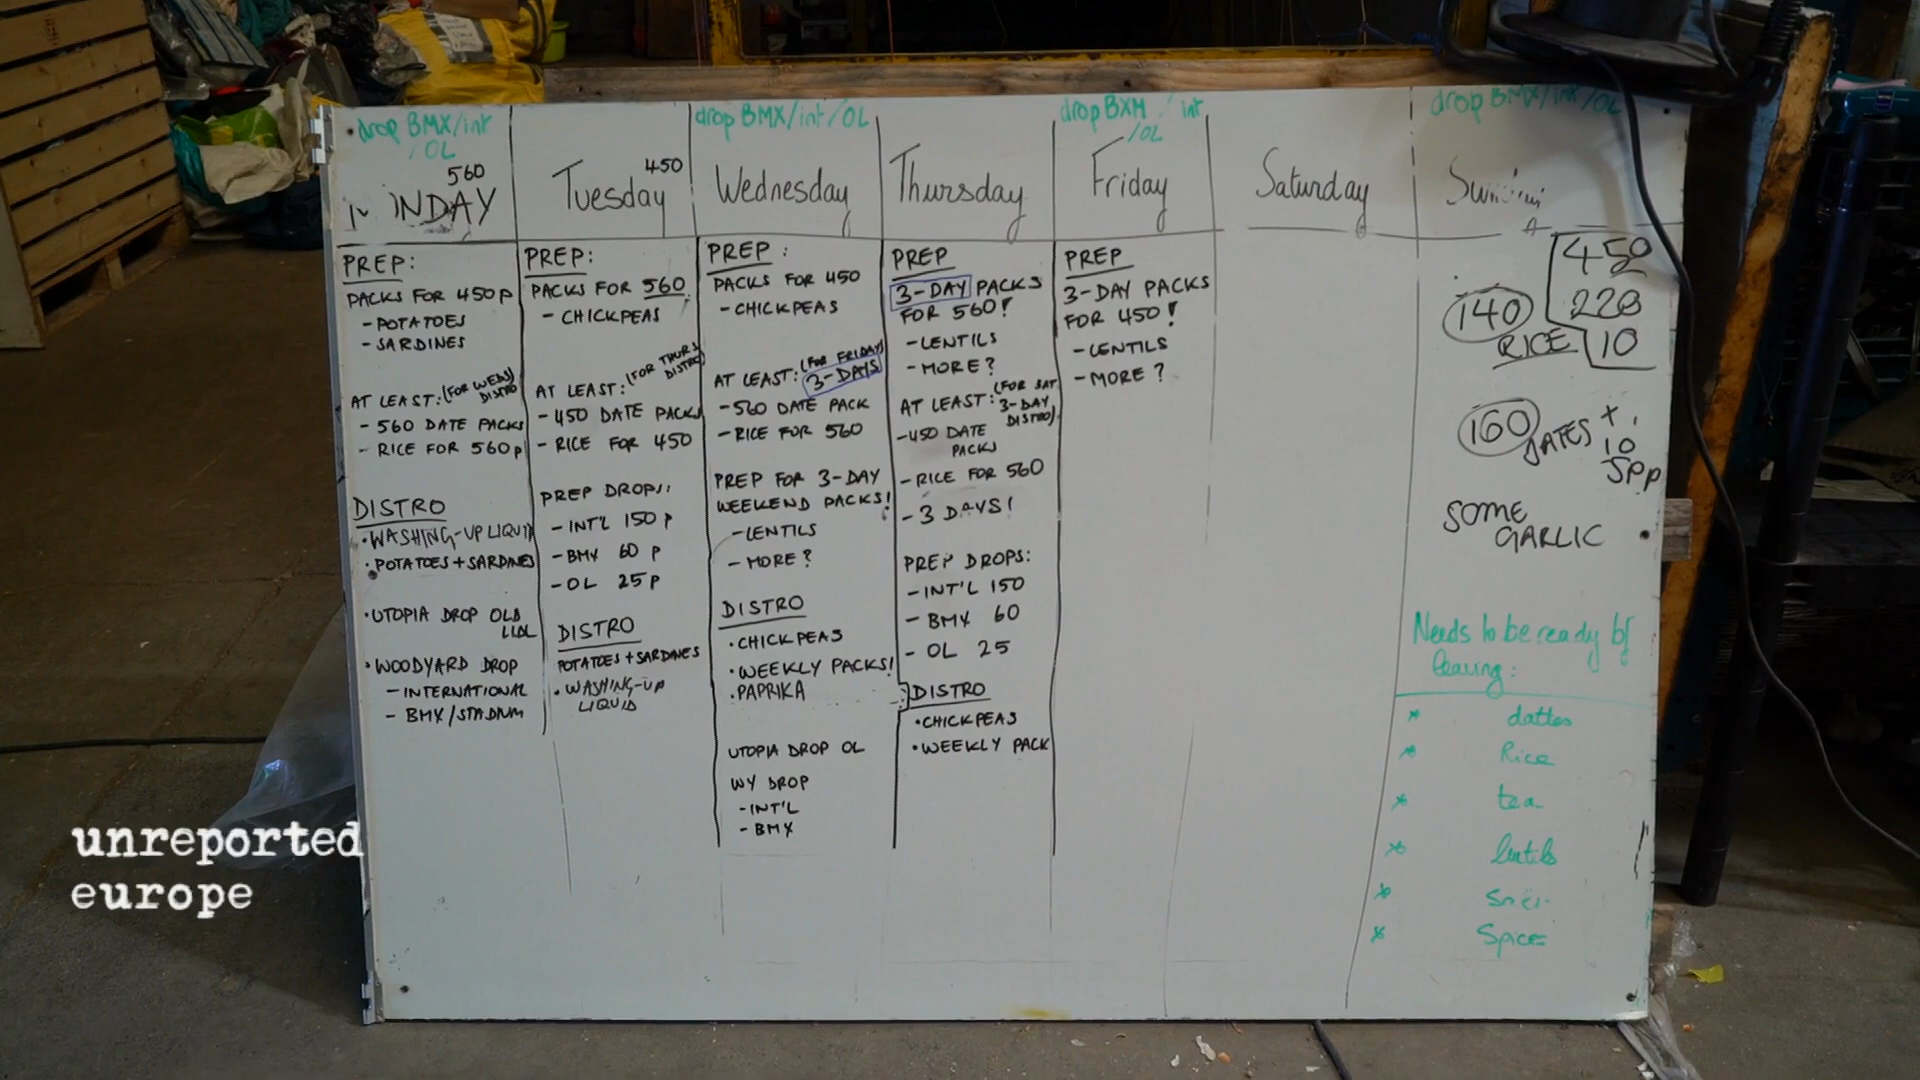 drop BMX/int
/OL
560
MONDAY
PREP:
PACKS FOR 450P
- POTATOES
- SARDINES
AT LEAST: (FOR WEDS DISTRO)
- 560 DATE PACKS
- RICE FOR 560p
DISTRO
• WASHING-UP LIQUID
• POTATOES + SARDINES
• UTOPIA DROP OLD
LIDL
• WOODYARD DROP
- INTERNATIONAL
- BMX/STADIUM
450
Tuesday
PREP:
PACKS FOR 560
- CHICKPEAS
AT LEAST: (FOR THURS DISTRO)
- 450 DATE PACKS
- RICE FOR 450
PREP DROPS:
- INT'L 150 P
- BMX 60 P
- OL 25 P
DISTRO
POTATOES + SARDINES
• WASHING-UP
LIQUID
drop BMX/int/OL
Wednesday
PREP:
PACKS FOR 450
- CHICKPEAS
AT LEAST: (FOR FRIDAY)
3-DAYS
- 560 DATE PACK
- RICE FOR 560
PREP FOR 3-DAY
WEEKEND PACKS!
- LENTILS
- MORE?
DISTRO
• CHICKPEAS
• WEEKLY PACKS!
• PAPRIKA
UTOPIA DROP OL
WY DROP
- INT'L
- BMX
Thursday
PREP
3-DAY PACKS
FOR 560!
- LENTILS
- MORE?
AT LEAST: (FOR SAT 3-DAY DISTRO)
- 450 DATE
PACKS
- RICE FOR 560
- 3 DAYS!
PREP DROPS:
- INT'L 150
- BMX 60
- OL 25
DISTRO
• CHICKPEAS
• WEEKLY PACK
drop BXM / int
/OL
Friday
PREP
3-DAY PACKS
FOR 450!
- LENTILS
- MORE?
Saturday
drop BMX/int/OL
450
220
140
RICE 10
160 DATES +
10
5pp
SOME
GARLIC
Needs to be ready bf
leaving:
* dattes
* Rice
* tea
* lentils
* Spices
unreported
europe